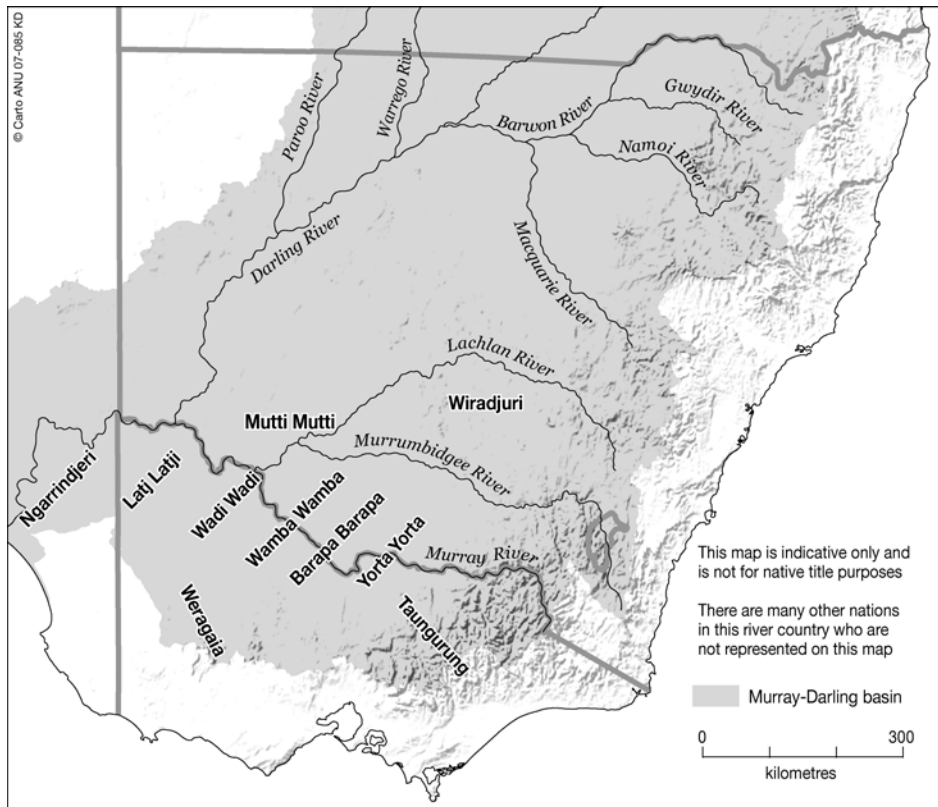 © Carto ANU 07-085 KD
Paroo River
Warrego River
Barwon River
Gwydir River
Namoi River
Darling River
Macquarie River
Lachlan River
Mutti Mutti
Wiradjuri
Murrumbidgee River
Ngarrindjeri
Latji Latji
Wadi Wadi
Wamba Wamba
Barapa Barapa
Yorta Yorta
Murray River
Weragaia
Taungurung
This map is indicative only and
is not for native title purposes
There are many other nations
in this river country who are
not represented on this map
Murray-Darling basin
0
300
kilometres